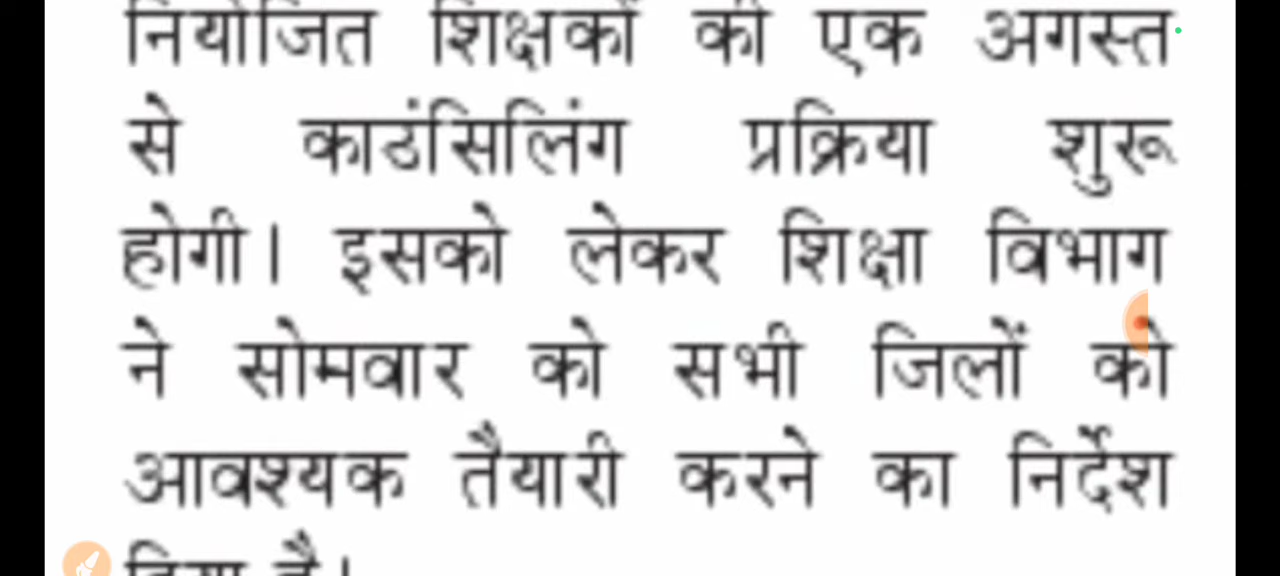 नियोजित शिक्षकों की एक अगस्त
से काठंसिलिंग प्रक्रिया शुरू
होगी। इसको लेकर शिक्षा विभाग
ने सोमवार को सभी जिलों को
आवश्यक तैयारी करने का निर्देश
दिया है।